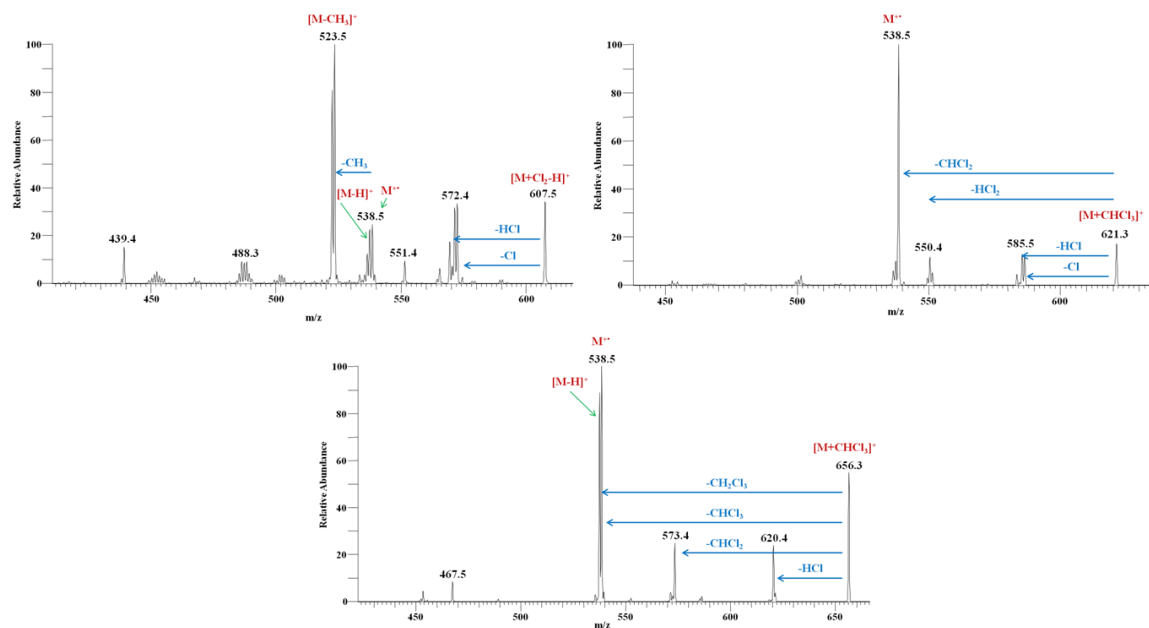 [M-CH₃]⁺
523.5
100
80
60
40
20
0
Relative Abundance
-CH₃
[M-H]⁺
M⁺•
538.5
572.4
[M+Cl₂-H]⁺
607.5
-HCl
-Cl
439.4
488.3
551.4
450
500
550
600
m/z
M⁺•
538.5
100
80
60
40
20
0
Relative Abundance
-CHCl₂
-HCl₂
[M+CHCl₃]⁺
621.3
-HCl
-Cl
550.4
585.5
450
500
550
600
m/z
M⁺•
538.5
100
80
60
40
20
0
Relative Abundance
[M-H]⁺
[M+CHCl₃]⁺
656.3
-CH₂Cl₃
-CHCl₃
-CHCl₂
-HCl
573.4
620.4
467.5
450
500
550
600
650
m/z